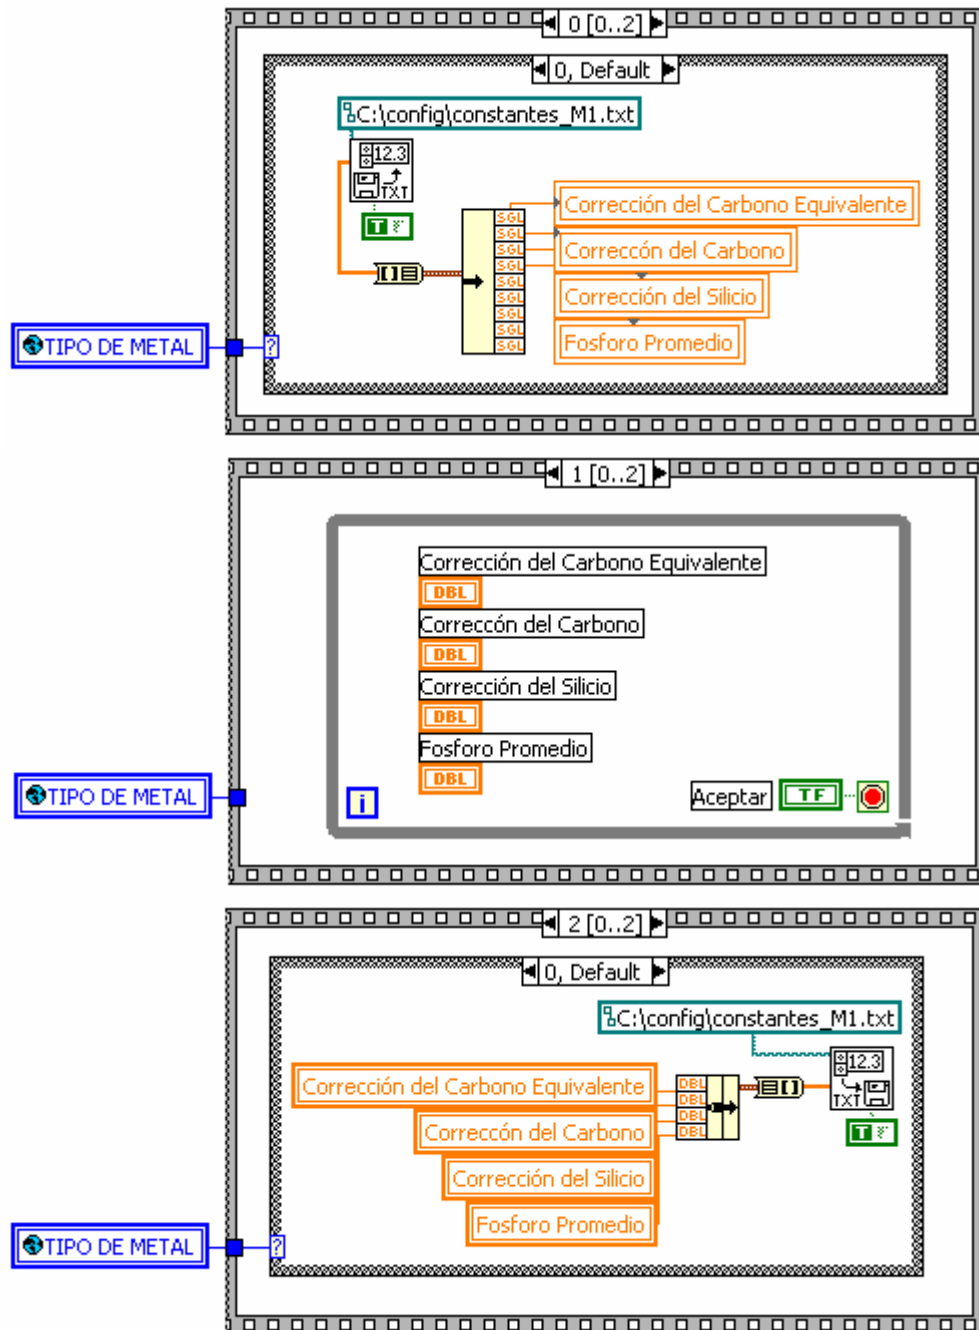 0 [0..2]
0, Default
C:\config\constantes_M1.txt
12.3
TXT
T F
SGL
Corrección del Carbono Equivalente
SGL
SGL
Correccón del Carbono
SGL
SGL
Corrección del Silicio
SGL
SGL
Fosforo Promedio
SGL
TIPO DE METAL
?
1 [0..2]
Corrección del Carbono Equivalente
DBL
Correccón del Carbono
DBL
Corrección del Silicio
DBL
Fosforo Promedio
DBL
TIPO DE METAL
i
Aceptar
TF
2 [0..2]
0, Default
C:\config\constantes_M1.txt
12.3
TXT
T F
Corrección del Carbono Equivalente
DBL
DBL
Correccón del Carbono
DBL
DBL
Corrección del Silicio
Fosforo Promedio
TIPO DE METAL
?